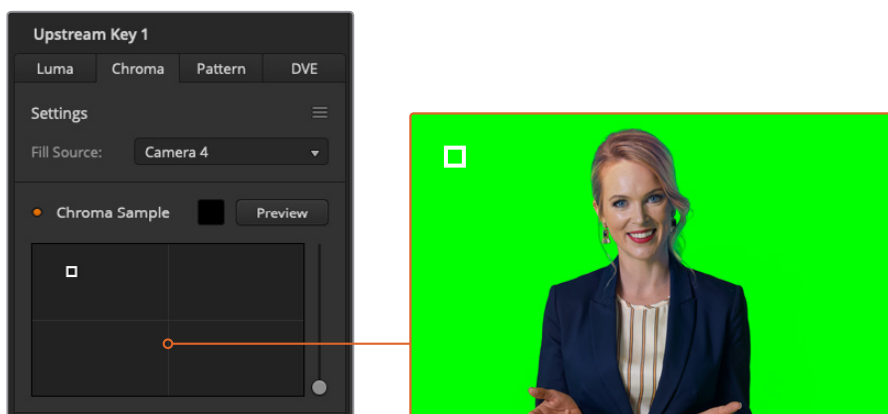 Upstream Key 1
Luma Chroma Pattern DVE
Settings
Fill Source: Camera 4
Chroma Sample Preview